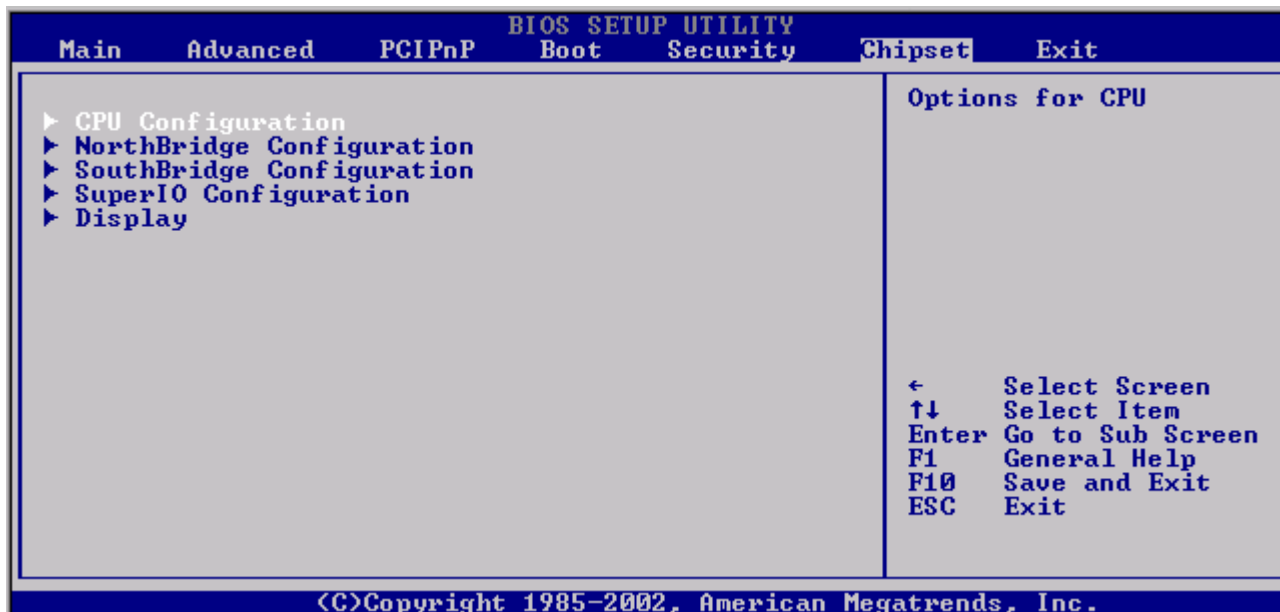 BIOS SETUP UTILITY
Main Advanced PCIPnP Boot Security Chipset Exit
▶ CPU Configuration
▶ NorthBridge Configuration
▶ SouthBridge Configuration
▶ SuperIO Configuration
▶ Display
Options for CPU
← Select Screen
↑↓ Select Item
Enter Go to Sub Screen
F1 General Help
F10 Save and Exit
ESC Exit
(C)Copyright 1985-2002, American Megatrends, Inc.